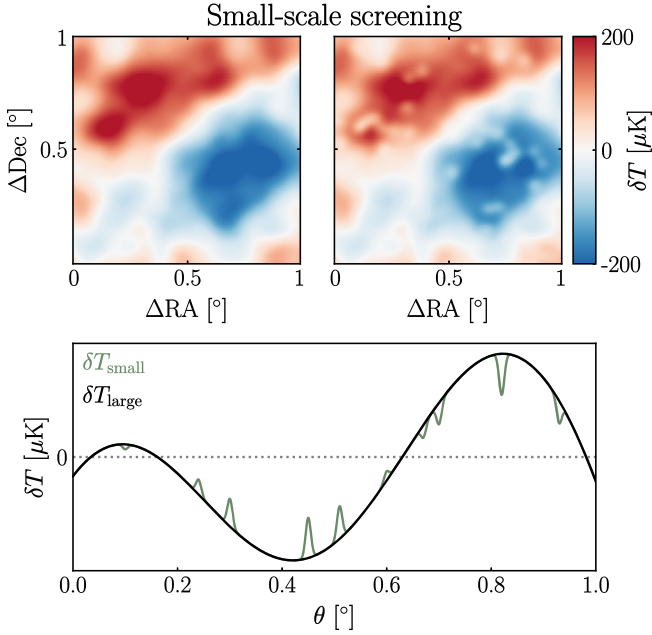 Small-scale screening
1
0.5
ΔDec [°]
0
0.5
1
ΔRA [°]
0
0.5
1
ΔRA [°]
200
0
-200
δT [μK]
δT_small
δT_large
δT [μK]
0
0.0
0.2
0.4
0.6
0.8
1.0
θ [°]